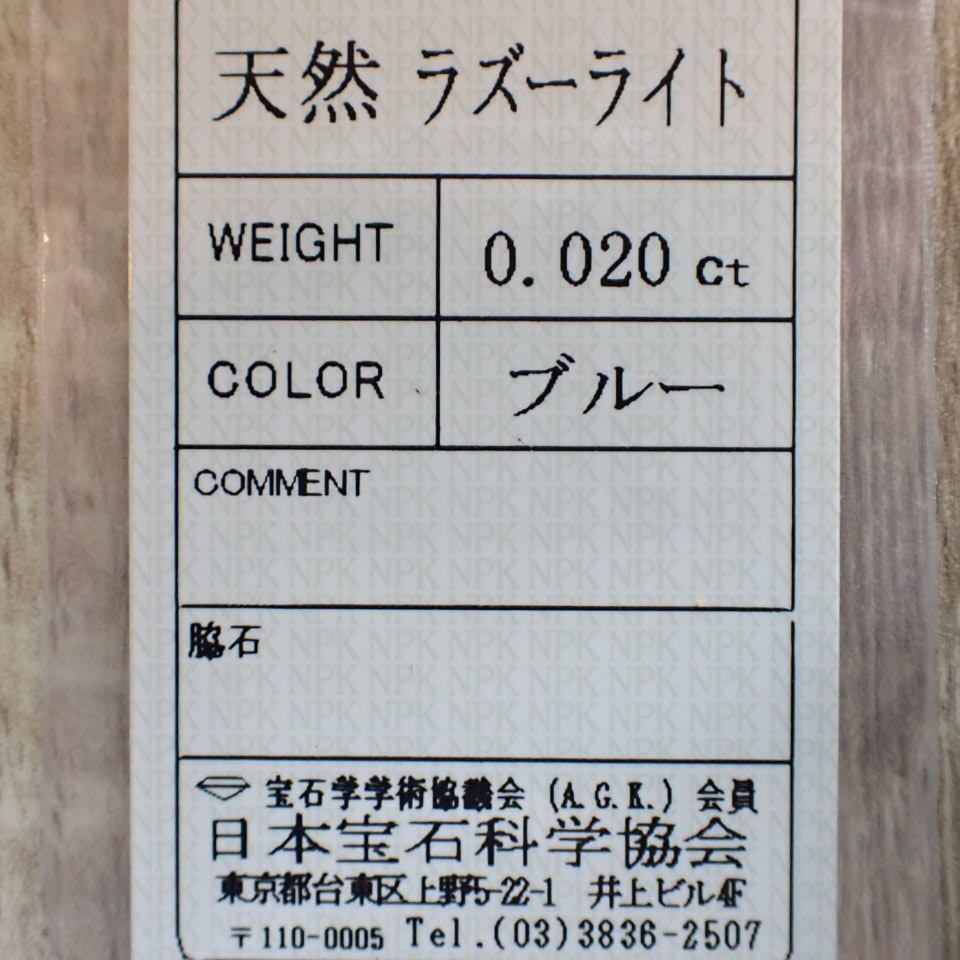 天然 ラズーライト
WEIGHT 0.020 ct
COLOR ブルー
COMMENT
脇石
宝石学学術協議会 (A.G.K.) 会員
日本宝石科学協会
東京都台東区上野5-22-1 井上ビル4F
〒110-0005 Tel.(03)3836-2507